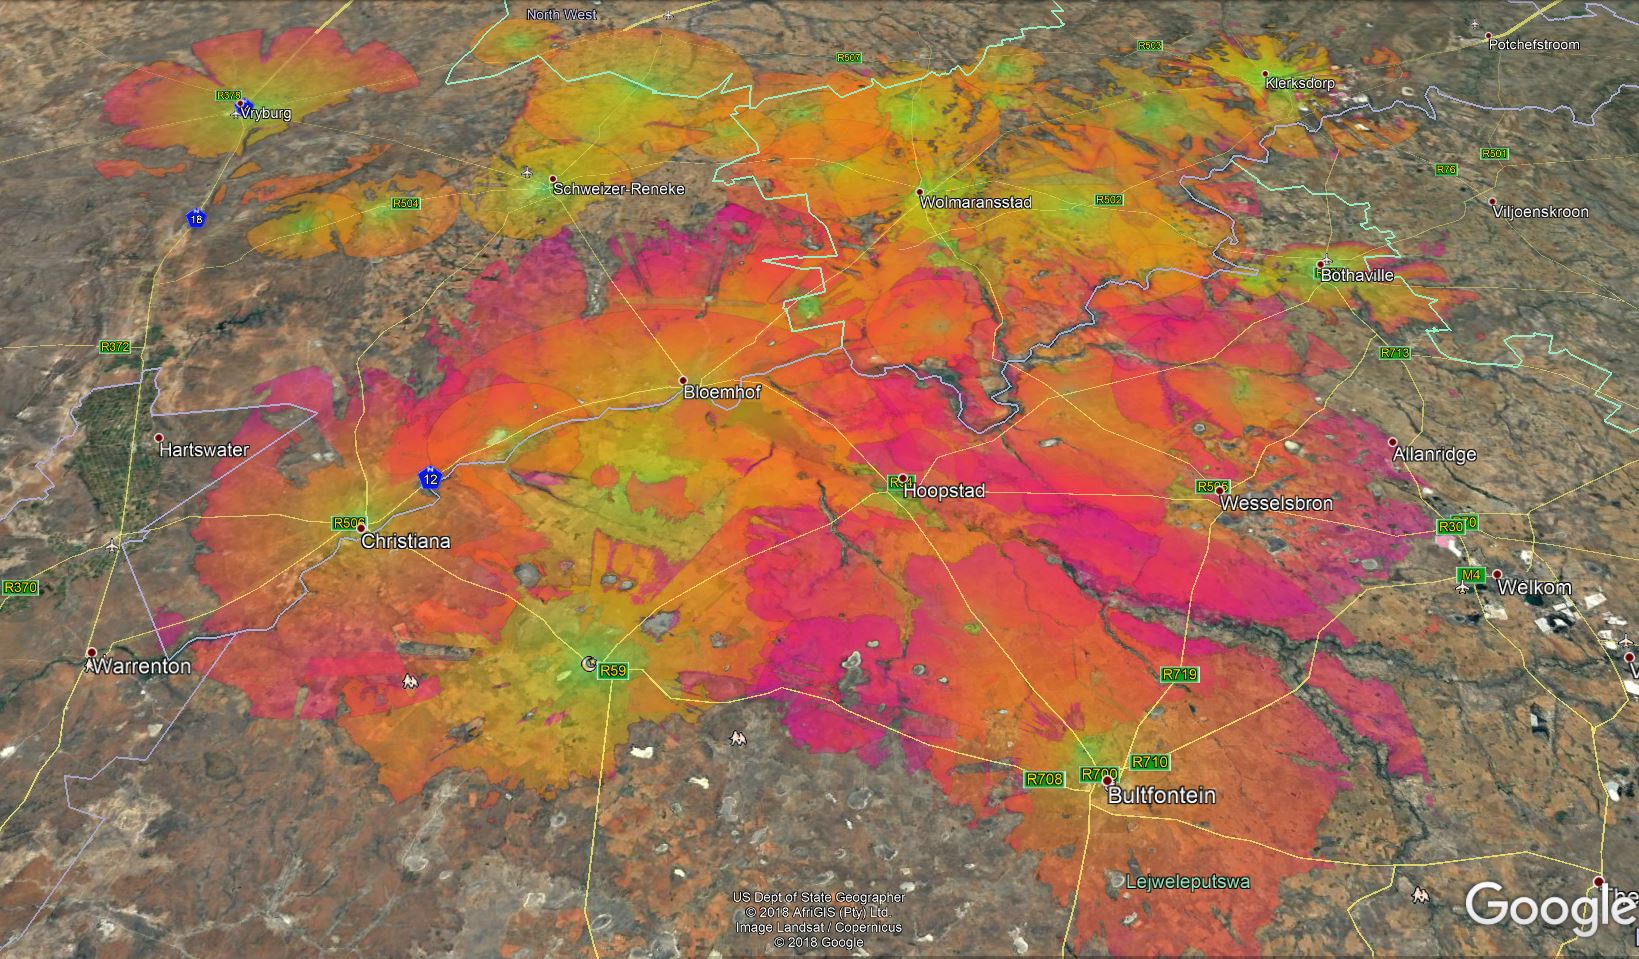 North West
Potchefstroom
R503
R507
Klerksdorp
R378
Vryburg
R501
R76
Schweizer-Reneke
R504
Wolmaransstad
R502
Viljoenskroon
18
Bothaville
R372
R713
Bloemhof
Hartswater
Allanridge
N
12
Hoopstad
R505
Wesselsbron
R506
Christiana
R30
R370
M4
Welkom
Warrenton
R59
R719
R710
R708
R700
Bultfontein
Lejweleputswa
US Dept of State Geographer
© 2018 AfriGIS (Pty) Ltd.
Image Landsat / Copernicus
© 2018 Google
Google